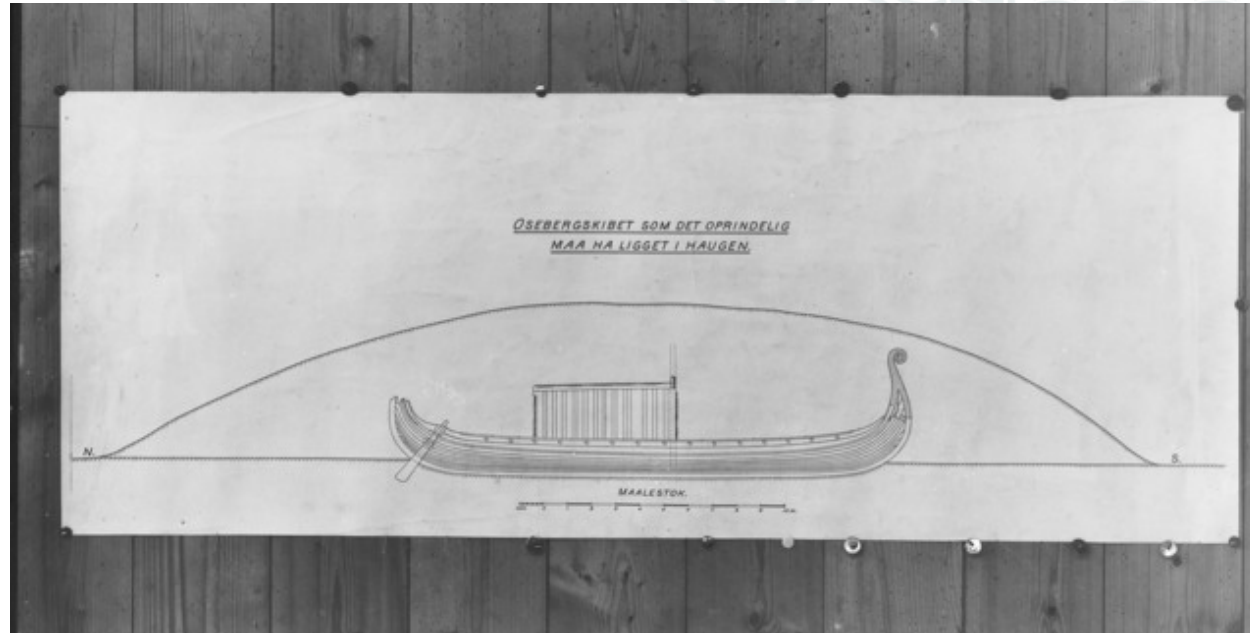 OSEBERGSKIBET SOM DET OPRINDELIG
MAA HA LIGGET I HAUGEN.
N.
S.
MAALESTOK.